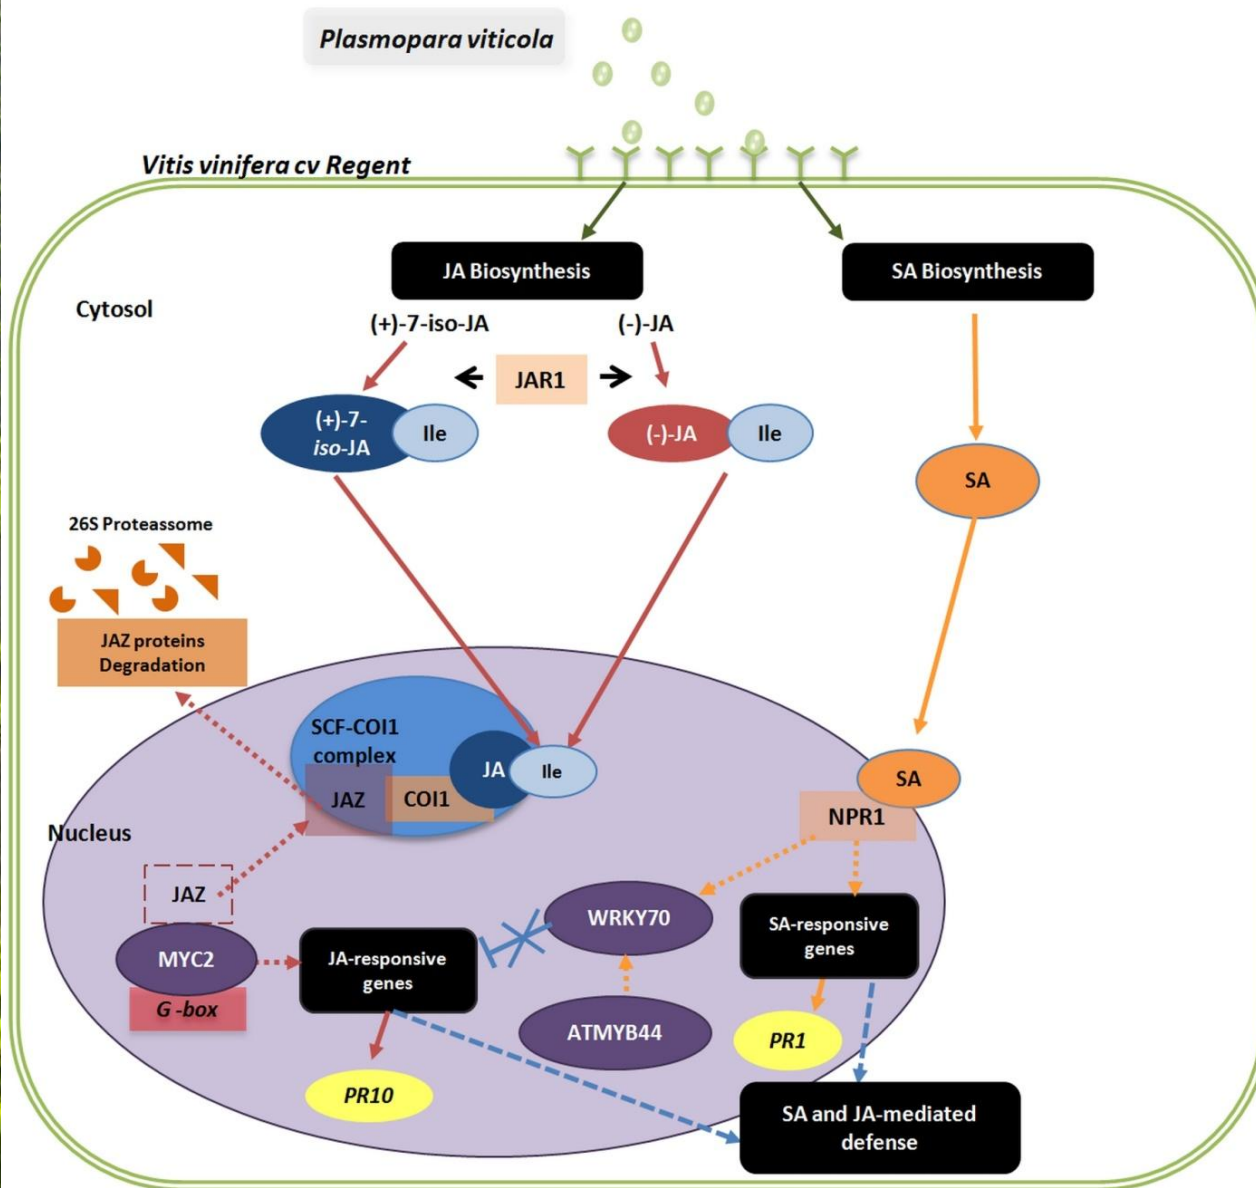 Plasmopara viticola
Vitis vinifera cv Regent
JA Biosynthesis
SA Biosynthesis
Cytosol
(+)-7-iso-JA
(-)-JA
JAR1
(+)-7-
iso-JA
Ile
(-)-JA
Ile
SA
26S Proteassome
JAZ proteins
Degradation
SCF-COI1
complex
JA
Ile
JAZ
COI1
SA
NPR1
Nucleus
JAZ
MYC2
G -box
JA-responsive
genes
WRKY70
SA-responsive
genes
ATMYB44
PR1
PR10
SA and JA-mediated
defense